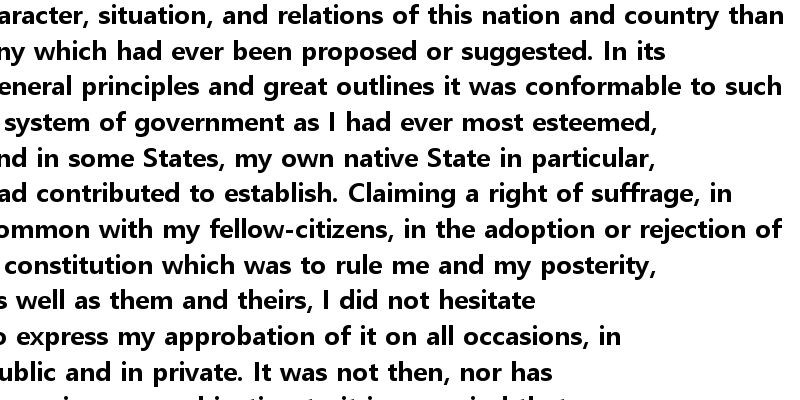 aracter, situation, and relations of this nation and country than
ny which had ever been proposed or suggested. In its
eneral principles and great outlines it was conformable to such
system of government as I had ever most esteemed,
nd in some States, my own native State in particular,
ad contributed to establish. Claiming a right of suffrage, in
ommon with my fellow-citizens, in the adoption or rejection of
constitution which was to rule me and my posterity,
s well as them and theirs, I did not hesitate
o express my approbation of it on all occasions, in
ublic and in private. It was not then, nor has